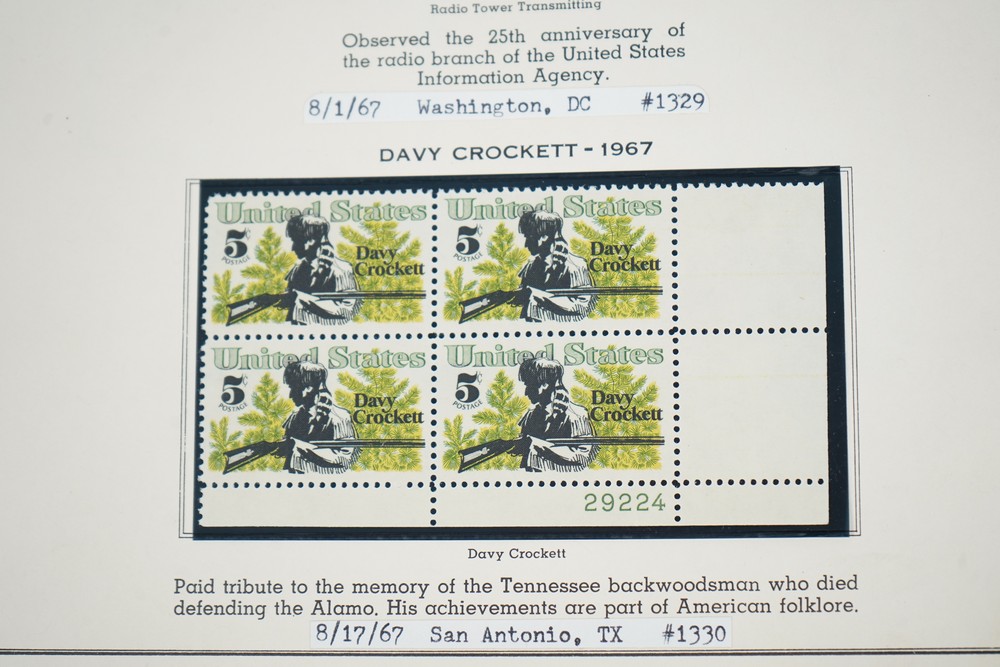 Radio Tower Transmitting
Observed the 25th anniversary of
the radio branch of the United States
Information Agency.
8/1/67 Washington, DC #1329
DAVY CROCKETT - 1967
United States
5c
POSTAGE
Davy
Crockett
United States
5c
POSTAGE
Davy
Crockett
United States
5c
POSTAGE
Davy
Crockett
United States
5c
POSTAGE
Davy
Crockett
29224
Davy Crockett
Paid tribute to the memory of the Tennessee backwoodsman who died
defending the Alamo. His achievements are part of American folklore.
8/17/67 San Antonio, TX #1330